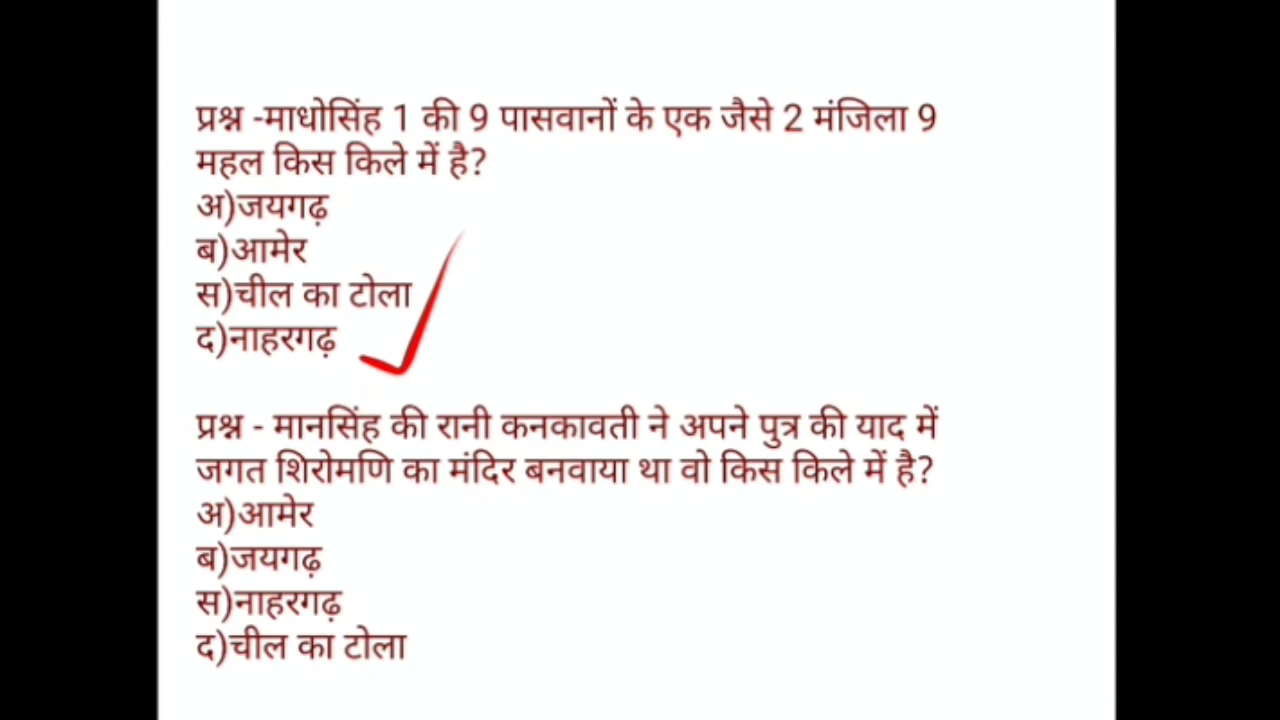 प्रश्न -माधोसिंह 1 की 9 पासवानों के एक जैसे 2 मंजिला 9
महल किस किले में है?
अ)जयगढ़
ब)आमेर
स)चील का टोला
द)नाहरगढ़
प्रश्न - मानसिंह की रानी कनकावती ने अपने पुत्र की याद में
जगत शिरोमणि का मंदिर बनवाया था वो किस किले में है?
अ)आमेर
ब)जयगढ़
स)नाहरगढ़
द)चील का टोला